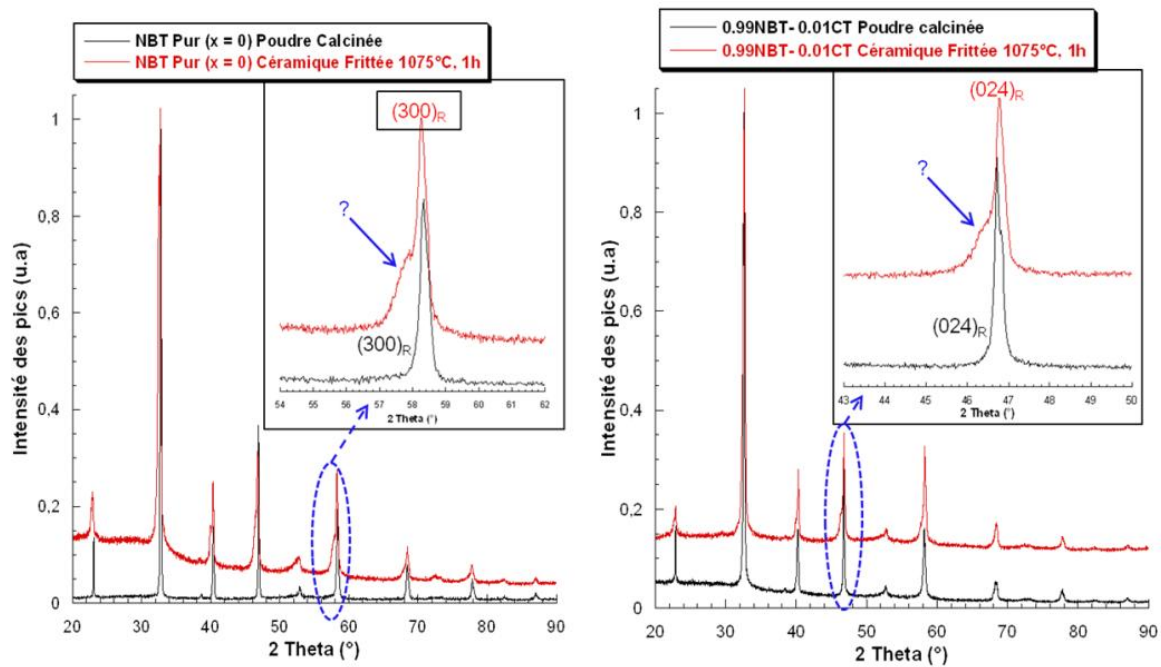 NBT Pur (x = 0) Poudre Calcinée
NBT Pur (x = 0) Céramique Frittée 1075°C, 1h
(300)R
?
(300)R
54 55 56 57 58 59 60 61 62
2 Theta (°)
Intensité des pics (u.a)
1
0,8
0,6
0,4
0,2
0
20 30 40 50 60 70 80 90
2 Theta (°)
0.99NBT- 0.01CT Poudre calcinée
0.99NBT- 0.01CT Céramique Frittée 1075°C, 1h
(024)R
?
(024)R
43 44 45 46 47 48 49 50
2 Theta (°)
Intensité des pics (u.a)
1
0,8
0,6
0,4
0,2
0
20 30 40 50 60 70 80 90
2 Theta (°)